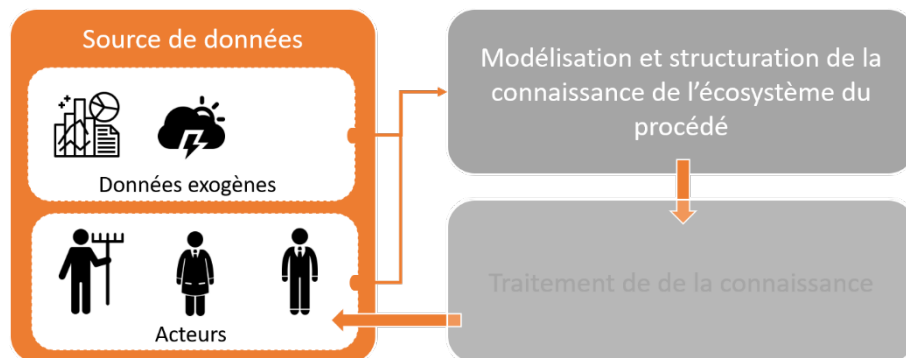 Source de données
Données exogènes
Acteurs
Modélisation et structuration de la
connaissance de l'écosystème du
procédé
Traitement de de la connaissance